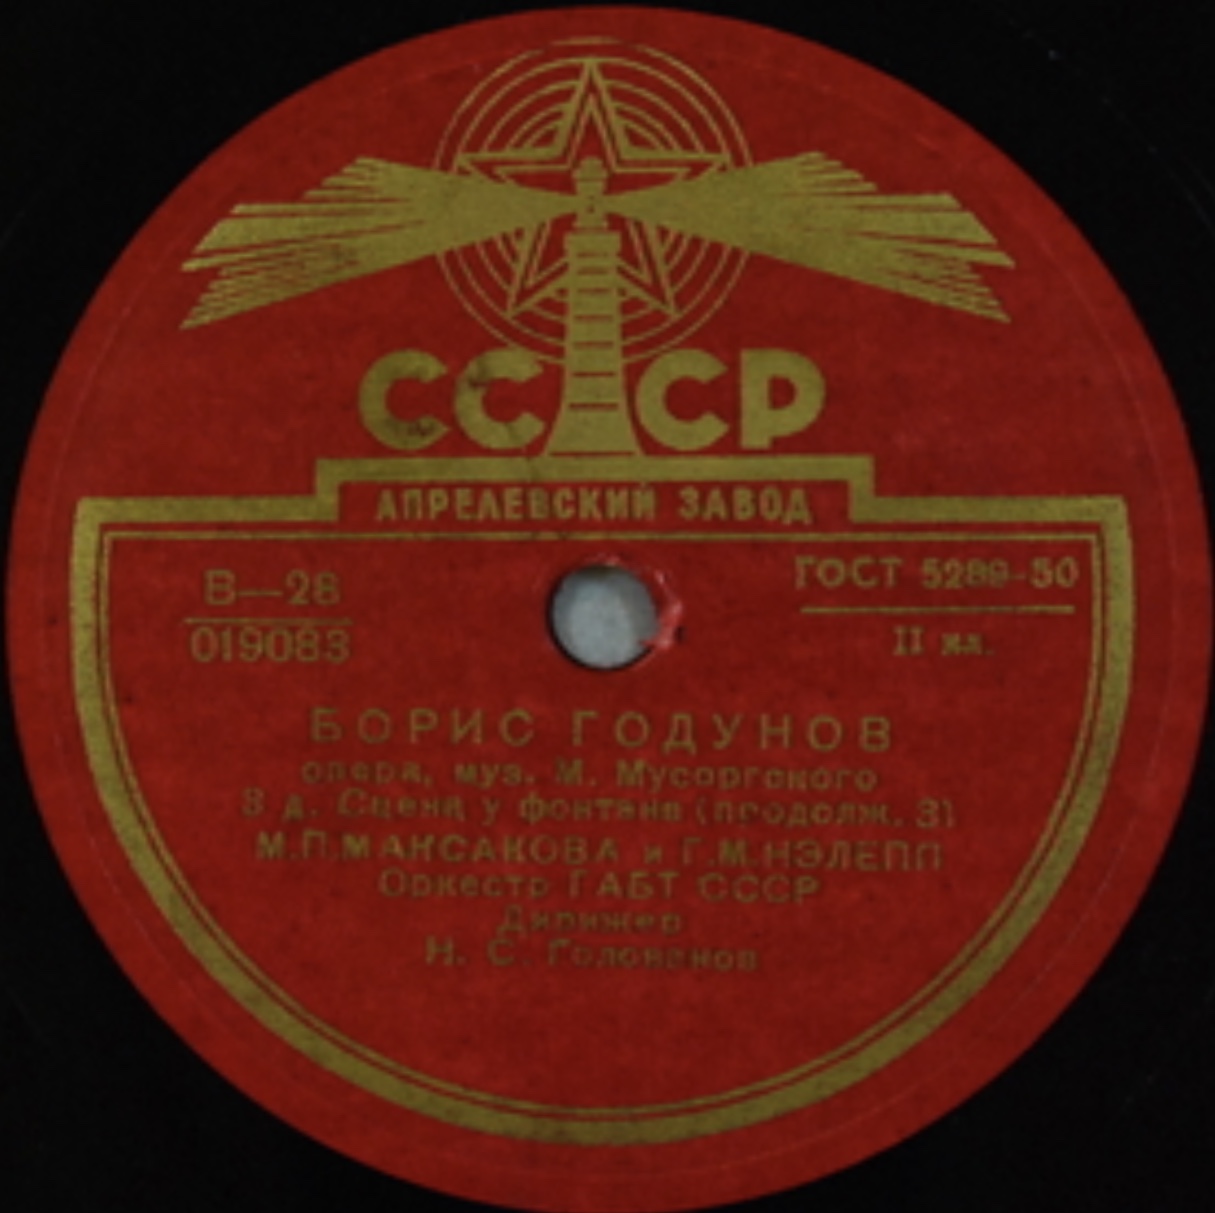 СССР
АПРЕЛЕВСКИЙ ЗАВОД
В—28
019083
ГОСТ 5289-50
II кл.
БОРИС ГОДУНОВ
опера, муз. М. Мусоргского
3 д. Сцена у фонтана (продолж. 3)
М.П.МАКСАКОВА и Г.М.НЭЛЕПП
Оркестр ГАБТ СССР
Дирижер
Н. С. Голованов